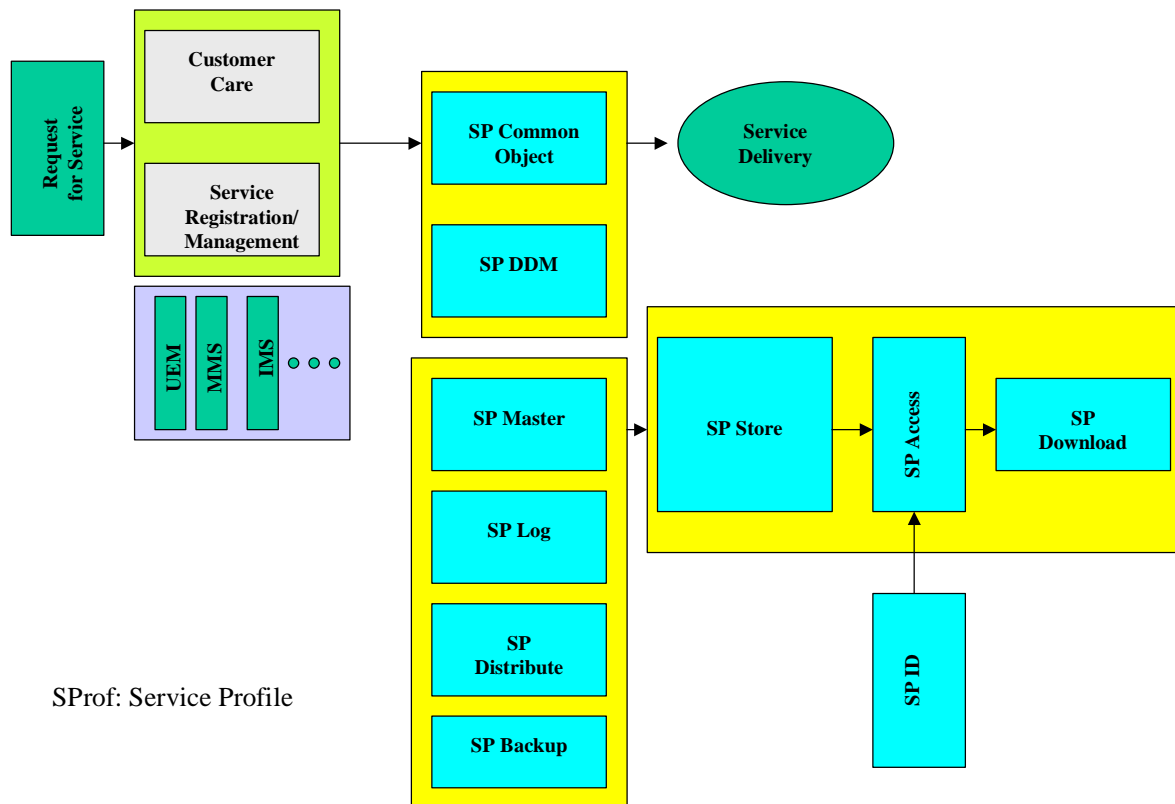 Request
for Service
Customer
Care
Service
Registration/
Management
SP Common
Object
SP DDM
Service
Delivery
UEM
MMS
IMS
SP Master
SP Log
SP
Distribute
SP Backup
SP Store
SP Access
SP
Download
SP ID
SProf: Service Profile